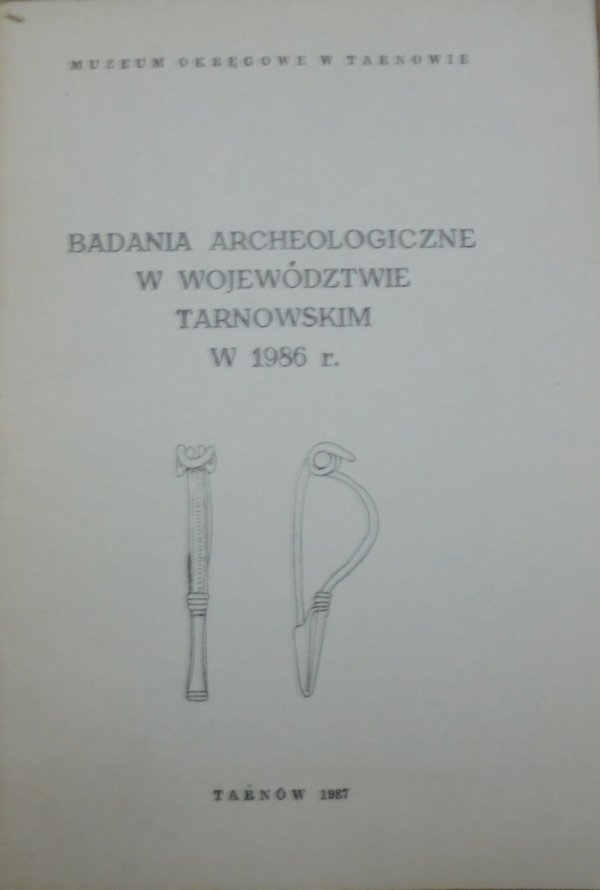 MUZEUM OKRĘGOWE W TARNOWIE
BADANIA ARCHEOLOGICZNE
W WOJEWÓDZTWIE
TARNOWSKIM
W 1986 r.
TARNÓW 1987